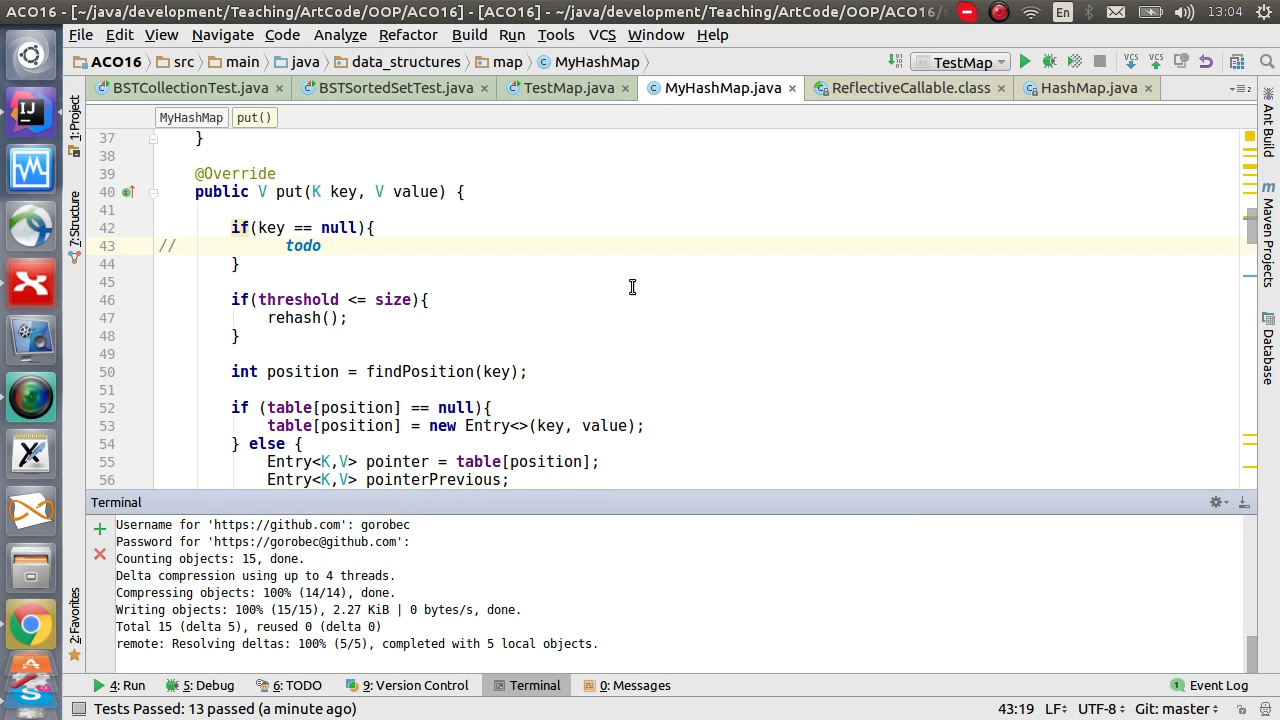 ACO16 - [~/java/development/Teaching/ArtCode/OOP/ACO16] - [ACO16] - ~/java/development/Teaching/ArtCode/OOP/ACO16/s
En
13:04
File Edit View Navigate Code Analyze Refactor Build Run Tools VCS Window Help
ACO16 src main java data_structures map MyHashMap
TestMap
VCS VCS
BSTCollectionTest.java × BSTSortedSetTest.java × TestMap.java × MyHashMap.java × ReflectiveCallable.class × HashMap.java ×
MyHashMap put()
37 }
38
39 @Override
40 public V put(K key, V value) {
41
42 if(key == null){
43 // todo
44 }
45
46 if(threshold <= size){
47 rehash();
48 }
49
50 int position = findPosition(key);
51
52 if (table[position] == null){
53 table[position] = new Entry<>(key, value);
54 } else {
55 Entry<K,V> pointer = table[position];
56 Entry<K,V> pointerPrevious;
1: Project
7: Structure
2: Favorites
Ant Build
Maven Projects
Database
Terminal
Username for 'https://github.com': gorobec
Password for 'https://gorobec@github.com':
Counting objects: 15, done.
Delta compression using up to 4 threads.
Compressing objects: 100% (14/14), done.
Writing objects: 100% (15/15), 2.27 KiB | 0 bytes/s, done.
Total 15 (delta 5), reused 0 (delta 0)
remote: Resolving deltas: 100% (5/5), completed with 5 local objects.
4: Run 5: Debug 6: TODO 9: Version Control Terminal 0: Messages 1 Event Log
Tests Passed: 13 passed (a minute ago) 43:19 LF÷ UTF-8÷ Git: master÷